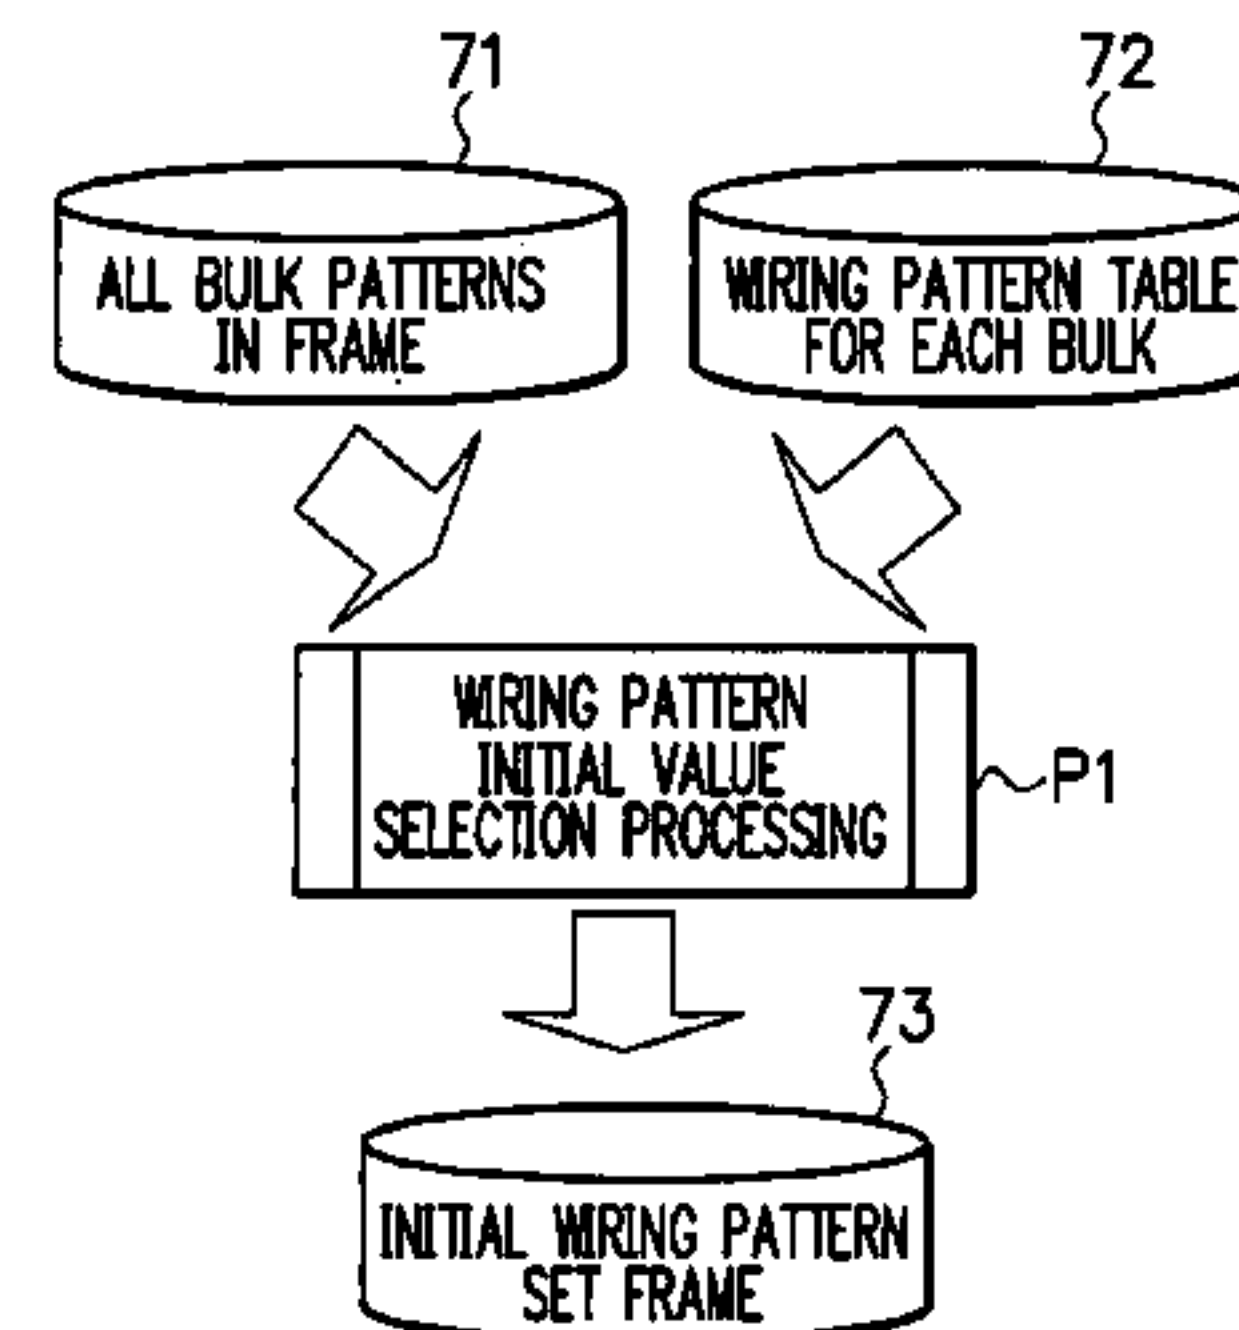 71
72
ALL BULK PATTERNS
IN FRAME
WIRING PATTERN TABLE
FOR EACH BULK
WIRING PATTERN
INITIAL VALUE
SELECTION PROCESSING
P1
73
INITIAL WIRING PATTERN
SET FRAME